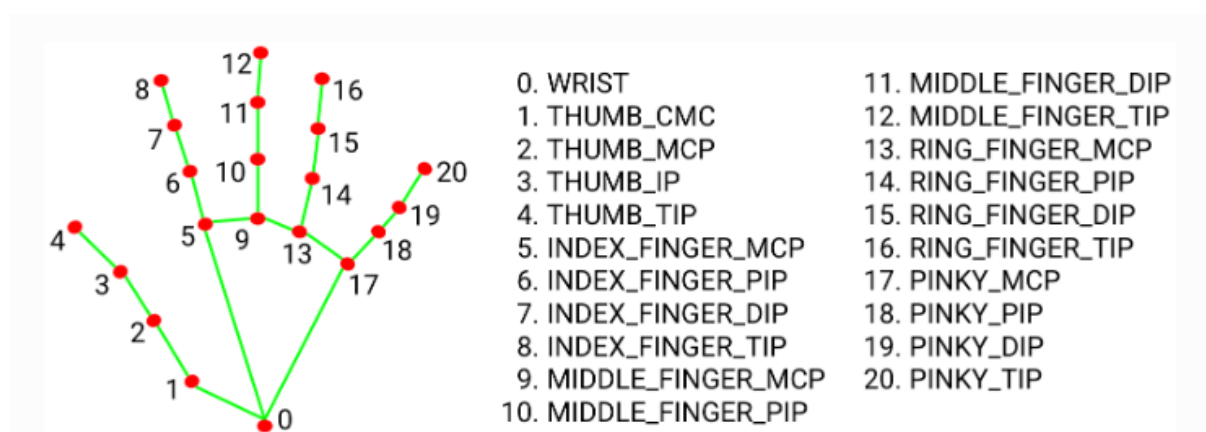 12
8
16
11
7
15
10
6
20
14
19
4
5
9
18
13
3
17
2
1
0
0. WRIST
1. THUMB_CMC
2. THUMB_MCP
3. THUMB_IP
4. THUMB_TIP
5. INDEX_FINGER_MCP
6. INDEX_FINGER_PIP
7. INDEX_FINGER_DIP
8. INDEX_FINGER_TIP
9. MIDDLE_FINGER_MCP
10. MIDDLE_FINGER_PIP
11. MIDDLE_FINGER_DIP
12. MIDDLE_FINGER_TIP
13. RING_FINGER_MCP
14. RING_FINGER_PIP
15. RING_FINGER_DIP
16. RING_FINGER_TIP
17. PINKY_MCP
18. PINKY_PIP
19. PINKY_DIP
20. PINKY_TIP